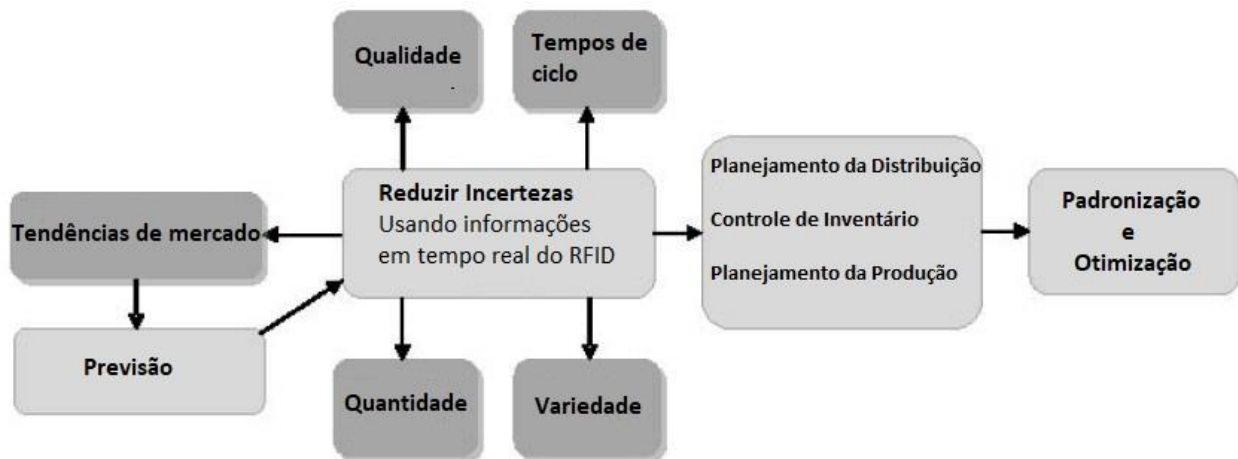 Qualidade
Tempos de
ciclo
Reduzir Incertezas
Usando informações
em tempo real do RFID
Tendências de mercado
Previsão
Quantidade
Variedade
Planejamento da Distribuição
Controle de Inventário
Planejamento da Produção
Padronização
e
Otimização